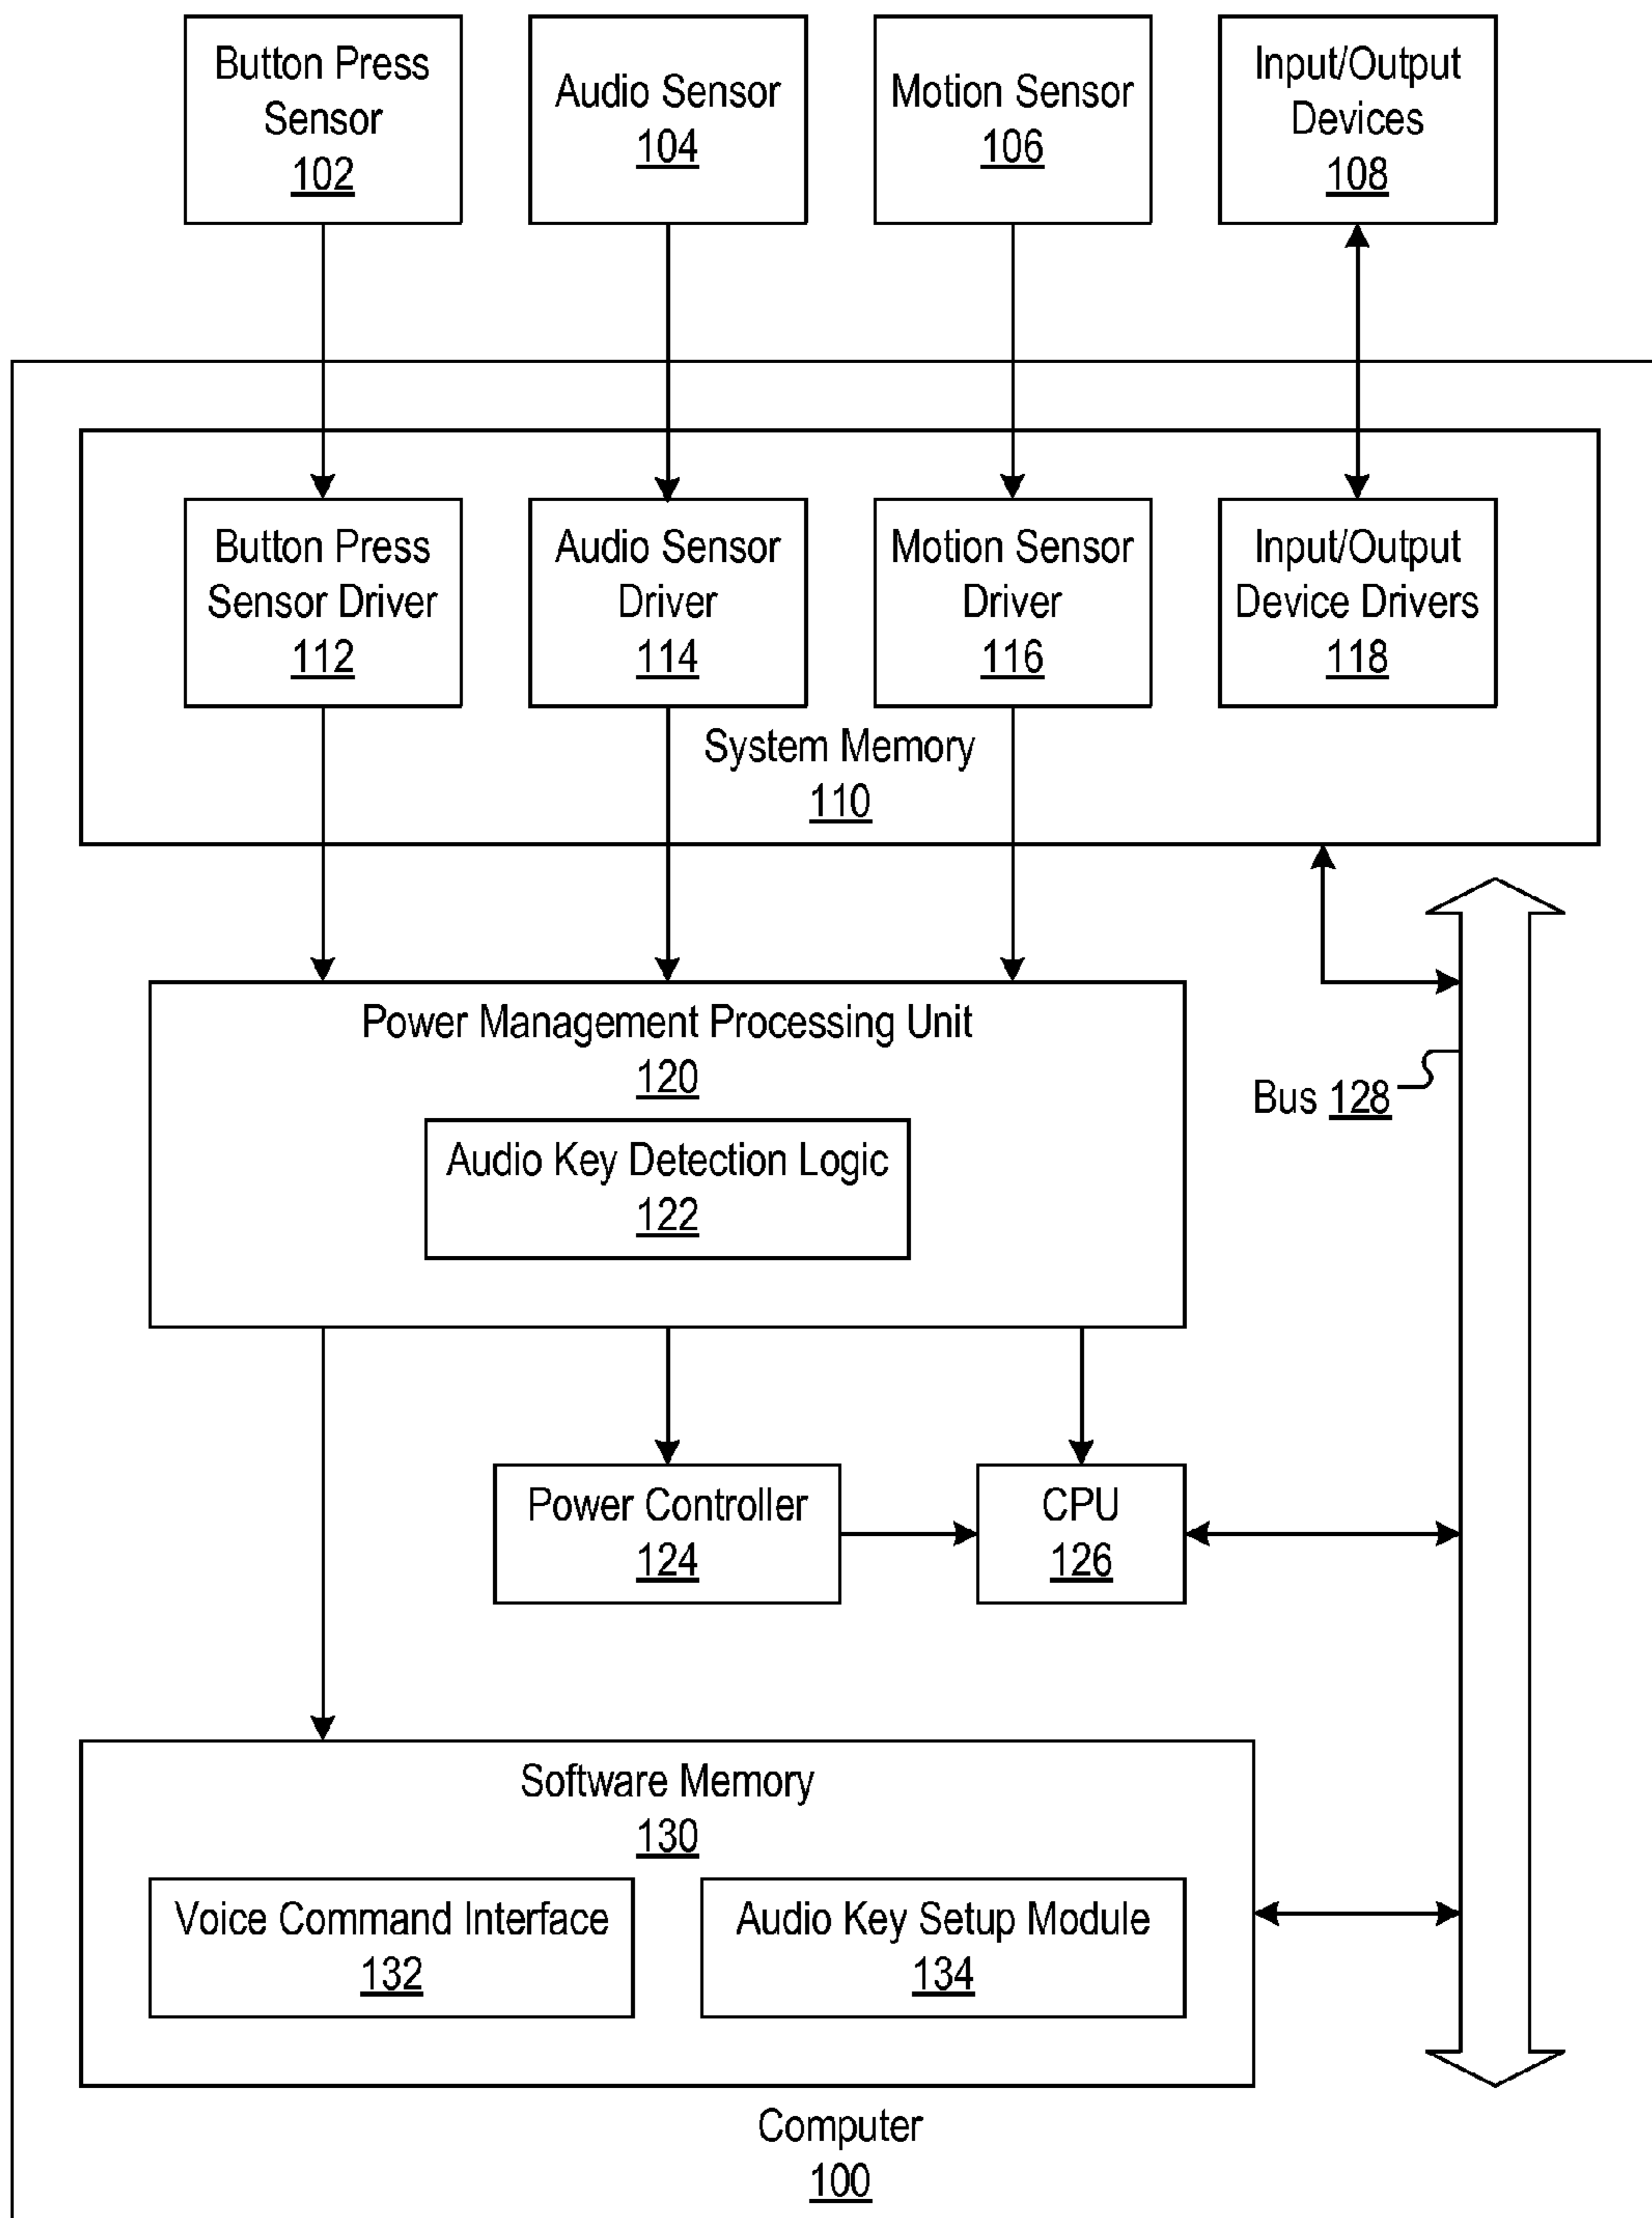 Button Press
Sensor
102
Audio Sensor
104
Motion Sensor
106
Input/Output
Devices
108
Button Press
Sensor Driver
112
Audio Sensor
Driver
114
Motion Sensor
Driver
116
Input/Output
Device Drivers
118
System Memory
110
Power Management Processing Unit
120
Audio Key Detection Logic
122
Bus 128
Power Controller
124
CPU
126
Software Memory
130
Voice Command Interface
132
Audio Key Setup Module
134
Computer
100